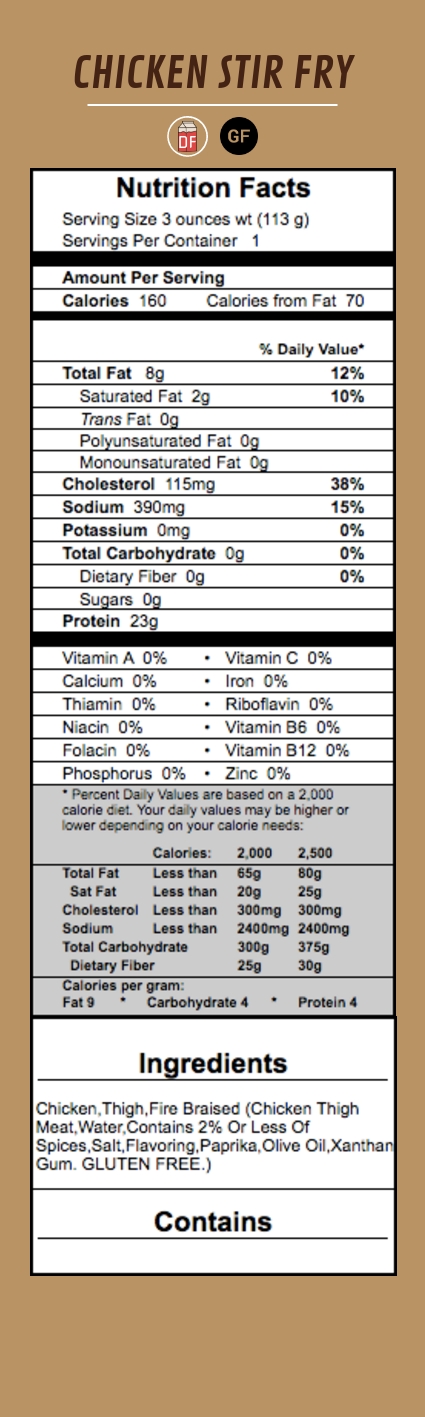 CHICKEN STIR FRY
DF GF
Nutrition Facts
Serving Size 3 ounces wt (113 g)
Servings Per Container 1
Amount Per Serving
Calories 160 Calories from Fat 70
% Daily Value*
Total Fat 8g 12%
Saturated Fat 2g 10%
Trans Fat 0g
Polyunsaturated Fat 0g
Monounsaturated Fat 0g
Cholesterol 115mg 38%
Sodium 390mg 15%
Potassium 0mg 0%
Total Carbohydrate 0g 0%
Dietary Fiber 0g 0%
Sugars 0g
Protein 23g
Vitamin A 0% • Vitamin C 0%
Calcium 0% • Iron 0%
Thiamin 0% • Riboflavin 0%
Niacin 0% • Vitamin B6 0%
Folacin 0% • Vitamin B12 0%
Phosphorus 0% • Zinc 0%
* Percent Daily Values are based on a 2,000
calorie diet. Your daily values may be higher or
lower depending on your calorie needs:
Calories: 2,000 2,500
Total Fat Less than 65g 80g
Sat Fat Less than 20g 25g
Cholesterol Less than 300mg 300mg
Sodium Less than 2400mg 2400mg
Total Carbohydrate 300g 375g
Dietary Fiber 25g 30g
Calories per gram:
Fat 9 * Carbohydrate 4 * Protein 4
Ingredients
Chicken,Thigh,Fire Braised (Chicken Thigh
Meat,Water,Contains 2% Or Less Of
Spices,Salt,Flavoring,Paprika,Olive Oil,Xanthan
Gum. GLUTEN FREE.)
Contains